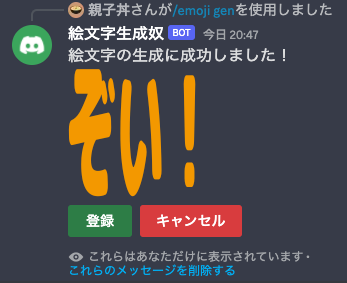 親子丼さんが/emoji genを使用しました
絵文字生成奴 BOT 今日 20:47
絵文字の生成に成功しました！
ぞい！
登録 キャンセル
これらはあなただけに表示されています・
これらのメッセージを削除する